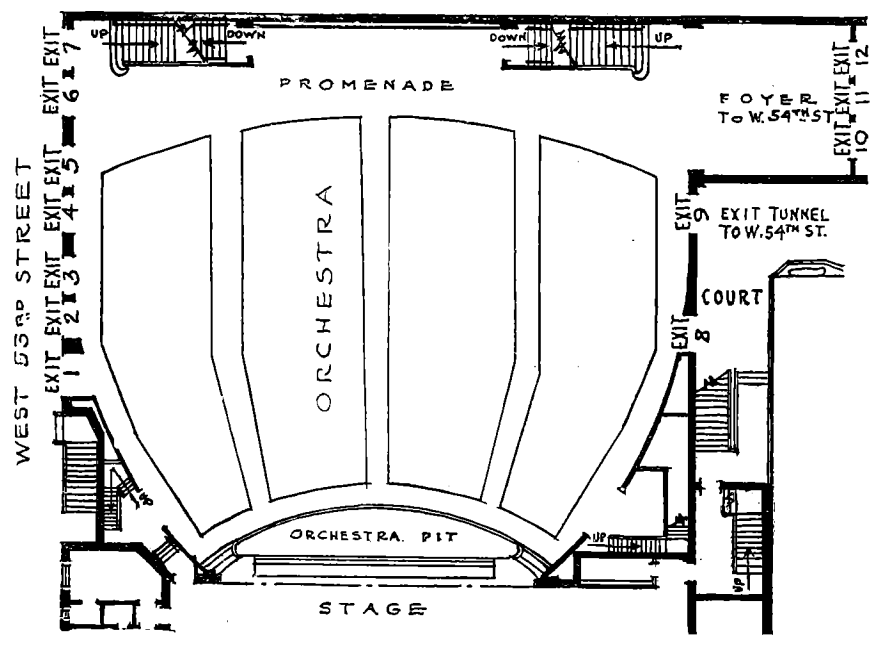 UP
DOWN
DOWN
UP
PROMENADE
FOYER
TO W. 54TH ST.
EXIT 12
EXIT 11
EXIT 10
EXIT 7
EXIT 6
EXIT 5
EXIT 4
EXIT 3
EXIT 2
EXIT 1
WEST 53RD STREET
ORCHESTRA
EXIT 9
EXIT TUNNEL
TO W. 54TH ST.
COURT
EXIT 8
UP
ORCHESTRA PIT
UP
UP
STAGE